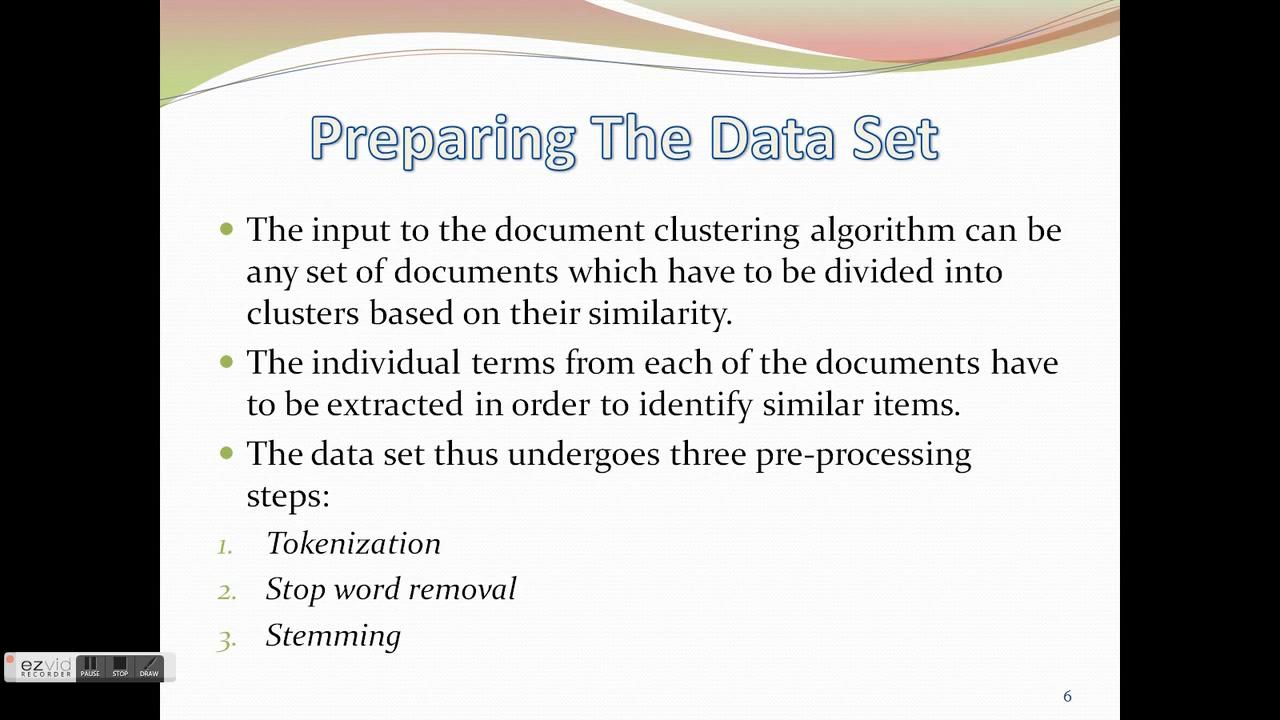 Preparing The Data Set
• The input to the document clustering algorithm can be
any set of documents which have to be divided into
clusters based on their similarity.
• The individual terms from each of the documents have
to be extracted in order to identify similar items.
• The data set thus undergoes three pre-processing
steps:
1. Tokenization
2. Stop word removal
3. Stemming
ezvid
RECORDER
PAUSE STOP DRAW
6